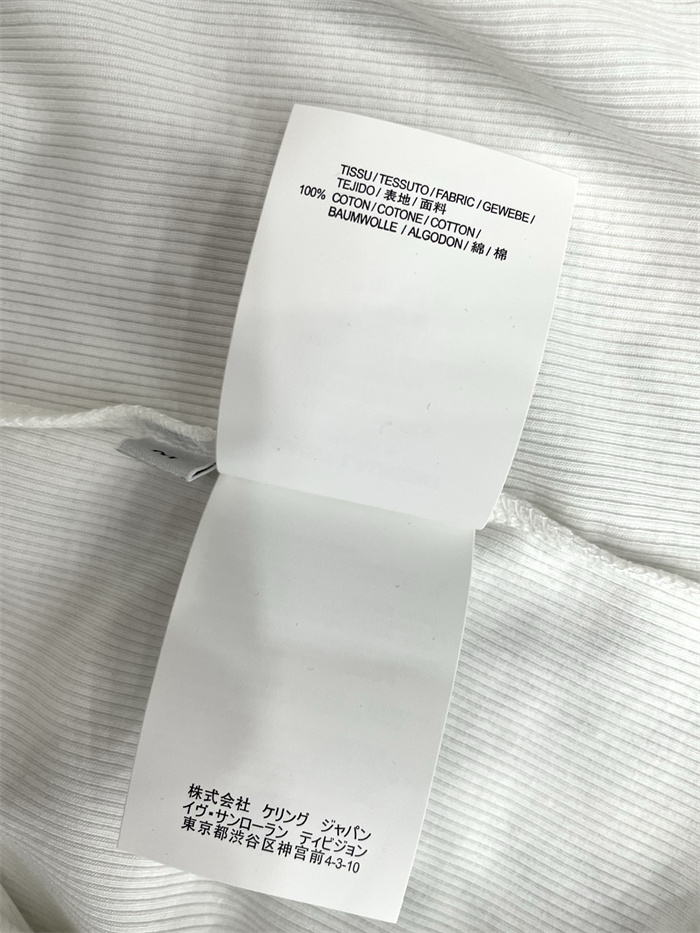 TISSU / TESSUTO / FABRIC / GEWEBE /
TEJIDO / 表地 / 面料
100% COTON / COTONE / COTTON /
BAUMWOLLE / ALGODON / 綿 / 棉
株式会社 ケリング ジャパン
イヴ・サンローラン ディビジョン
東京都渋谷区神宮前4-3-10